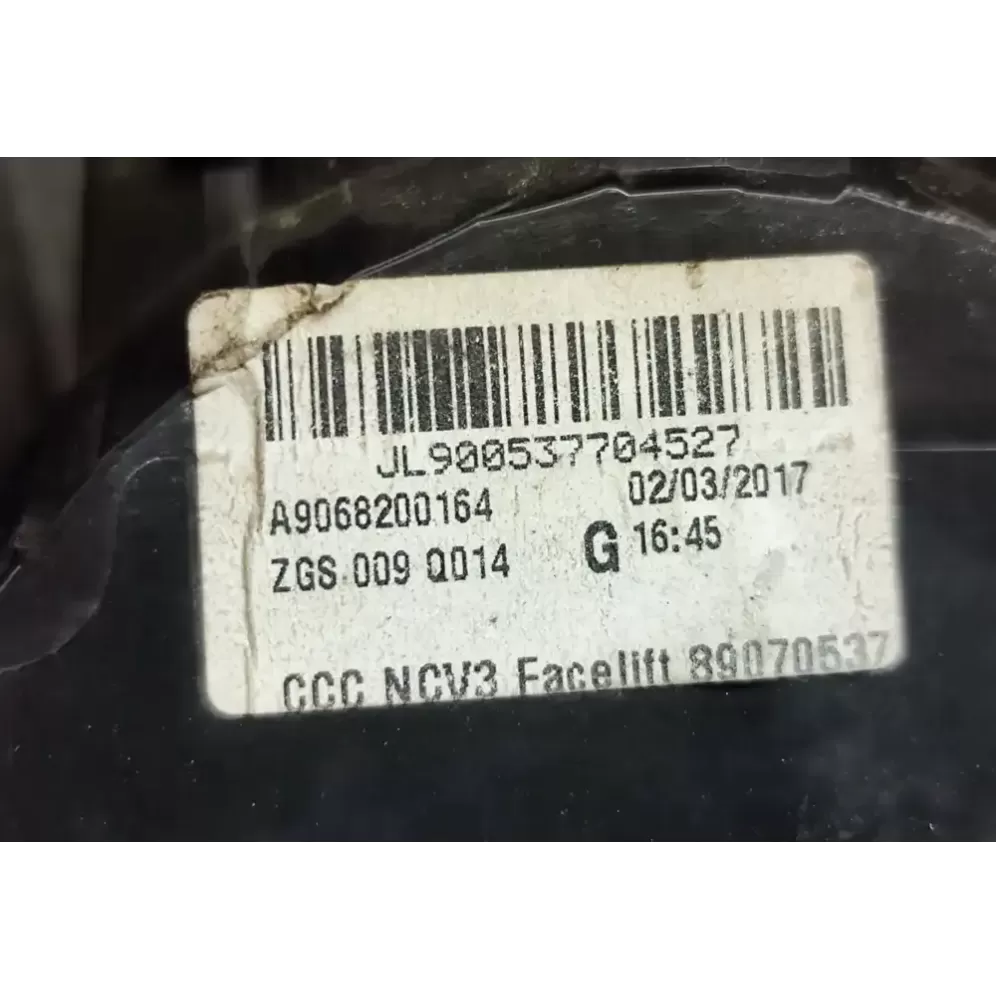 JL900537704527
A9068200164 02/03/2017
ZGS 009 Q014 G 16:45
CCC NCV3 Facelift 89070537